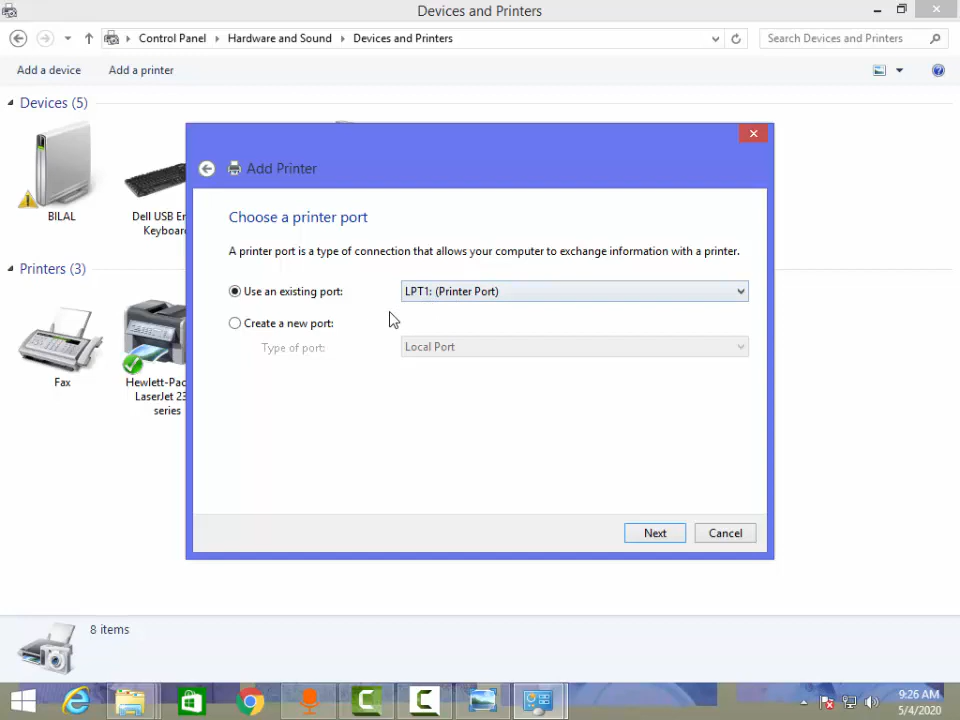 Devices and Printers
Control Panel
Hardware and Sound
Devices and Printers
Search Devices and Printers
Add a device
Add a printer
Devices (5)
BILAL
Dell USB En
Keyboard
Printers (3)
Fax
Hewlett-Pac
LaserJet 23
series
Add Printer
Choose a printer port
A printer port is a type of connection that allows your computer to exchange information with a printer.
Use an existing port:
LPT1: (Printer Port)
Create a new port:
Type of port:
Local Port
Next
Cancel
8 items
9:26 AM
5/4/2020